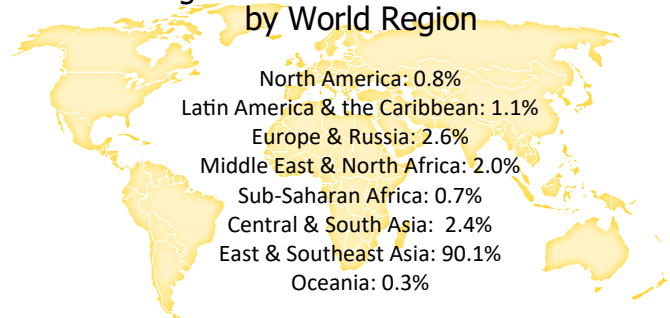 by World Region
North America: 0.8%
Latin America & the Caribbean: 1.1%
Europe & Russia: 2.6%
Middle East & North Africa: 2.0%
Sub-Saharan Africa: 0.7%
Central & South Asia: 2.4%
East & Southeast Asia: 90.1%
Oceania: 0.3%